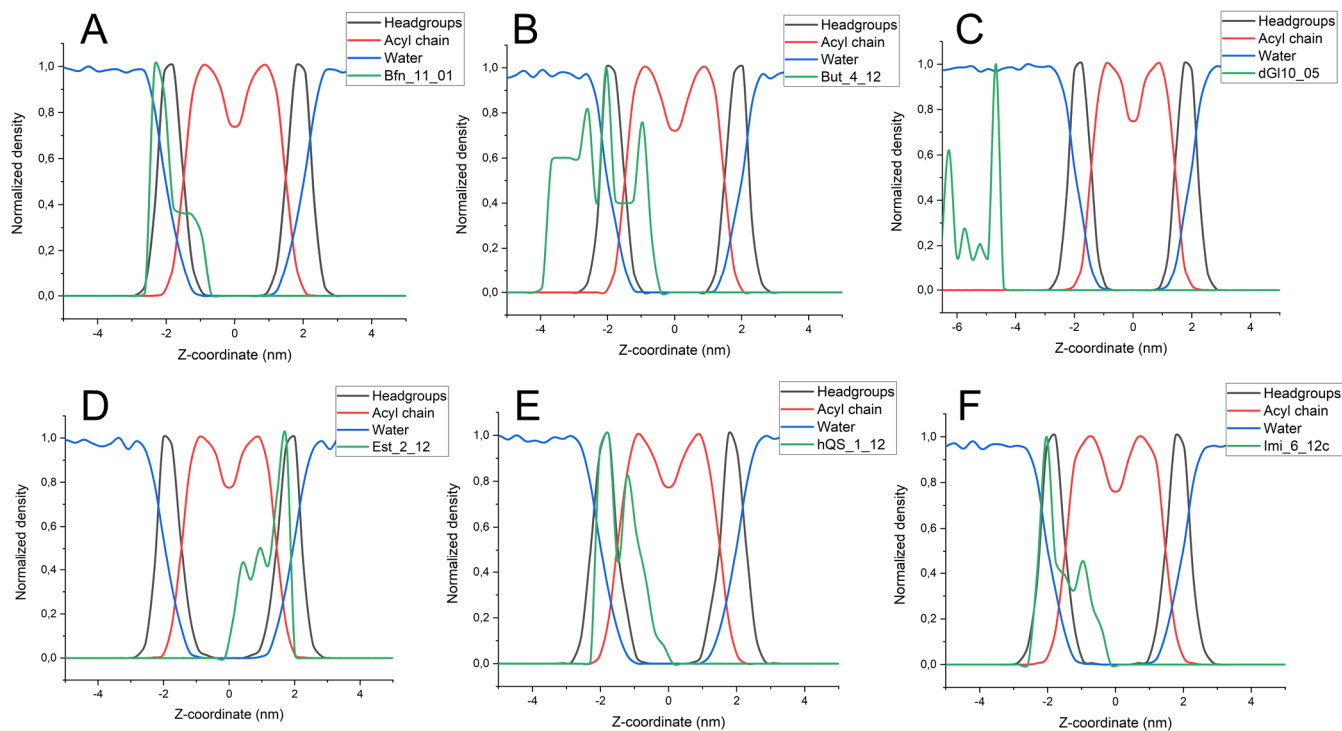 A
Headgroups
Acyl chain
Water
Bfn_11_01
1,0
0,8
0,6
0,4
0,2
0,0
Normalized density
-4
-2
0
2
4
Z-coordinate (nm)
B
Headgroups
Acyl chain
Water
But_4_12
1,0
0,8
0,6
0,4
0,2
0,0
Normalized density
-4
-2
0
2
4
Z-coordinate (nm)
C
Headgroups
Acyl chain
Water
dGl10_05
1,0
0,8
0,6
0,4
0,2
0,0
Normalized density
-6
-4
-2
0
2
4
Z-coordinate (nm)
D
Headgroups
Acyl chain
Water
Est_2_12
1,0
0,8
0,6
0,4
0,2
0,0
Normalized density
-4
-2
0
2
4
Z-coordinate (nm)
E
Headgroups
Acyl chain
Water
hQS_1_12
1,0
0,8
0,6
0,4
0,2
0,0
Normalized density
-4
-2
0
2
4
Z-coordinate (nm)
F
Headgroups
Acyl chain
Water
Imi_6_12c
1,0
0,8
0,6
0,4
0,2
0,0
Normalized density
-4
-2
0
2
4
Z-coordinate (nm)